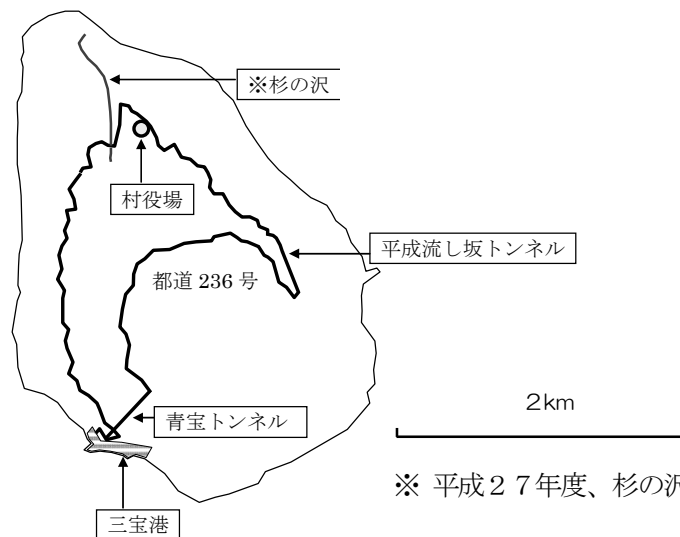 ※杉の沢
村役場
平成流し坂トンネル
都道 236 号
2km
青宝トンネル
※ 平成２７年度、杉の沢
三宝港